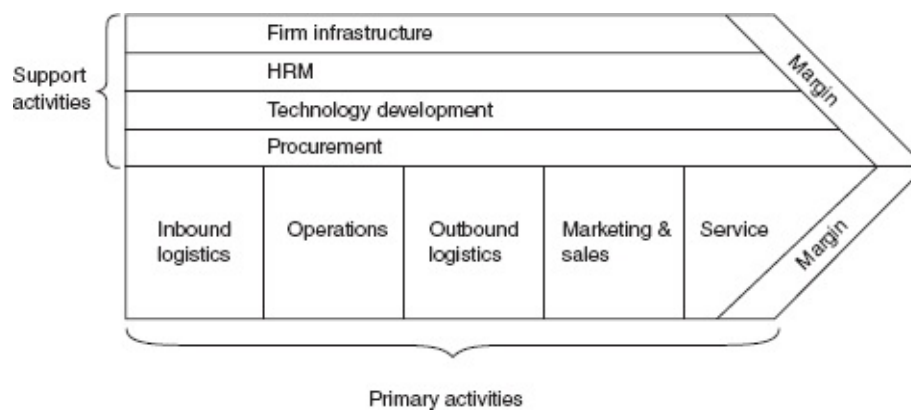 Firm infrastructure
HRM
Technology development
Procurement
Support
activities
Margin
Inbound
logistics
Operations
Outbound
logistics
Marketing &
sales
Service
Margin
Primary activities